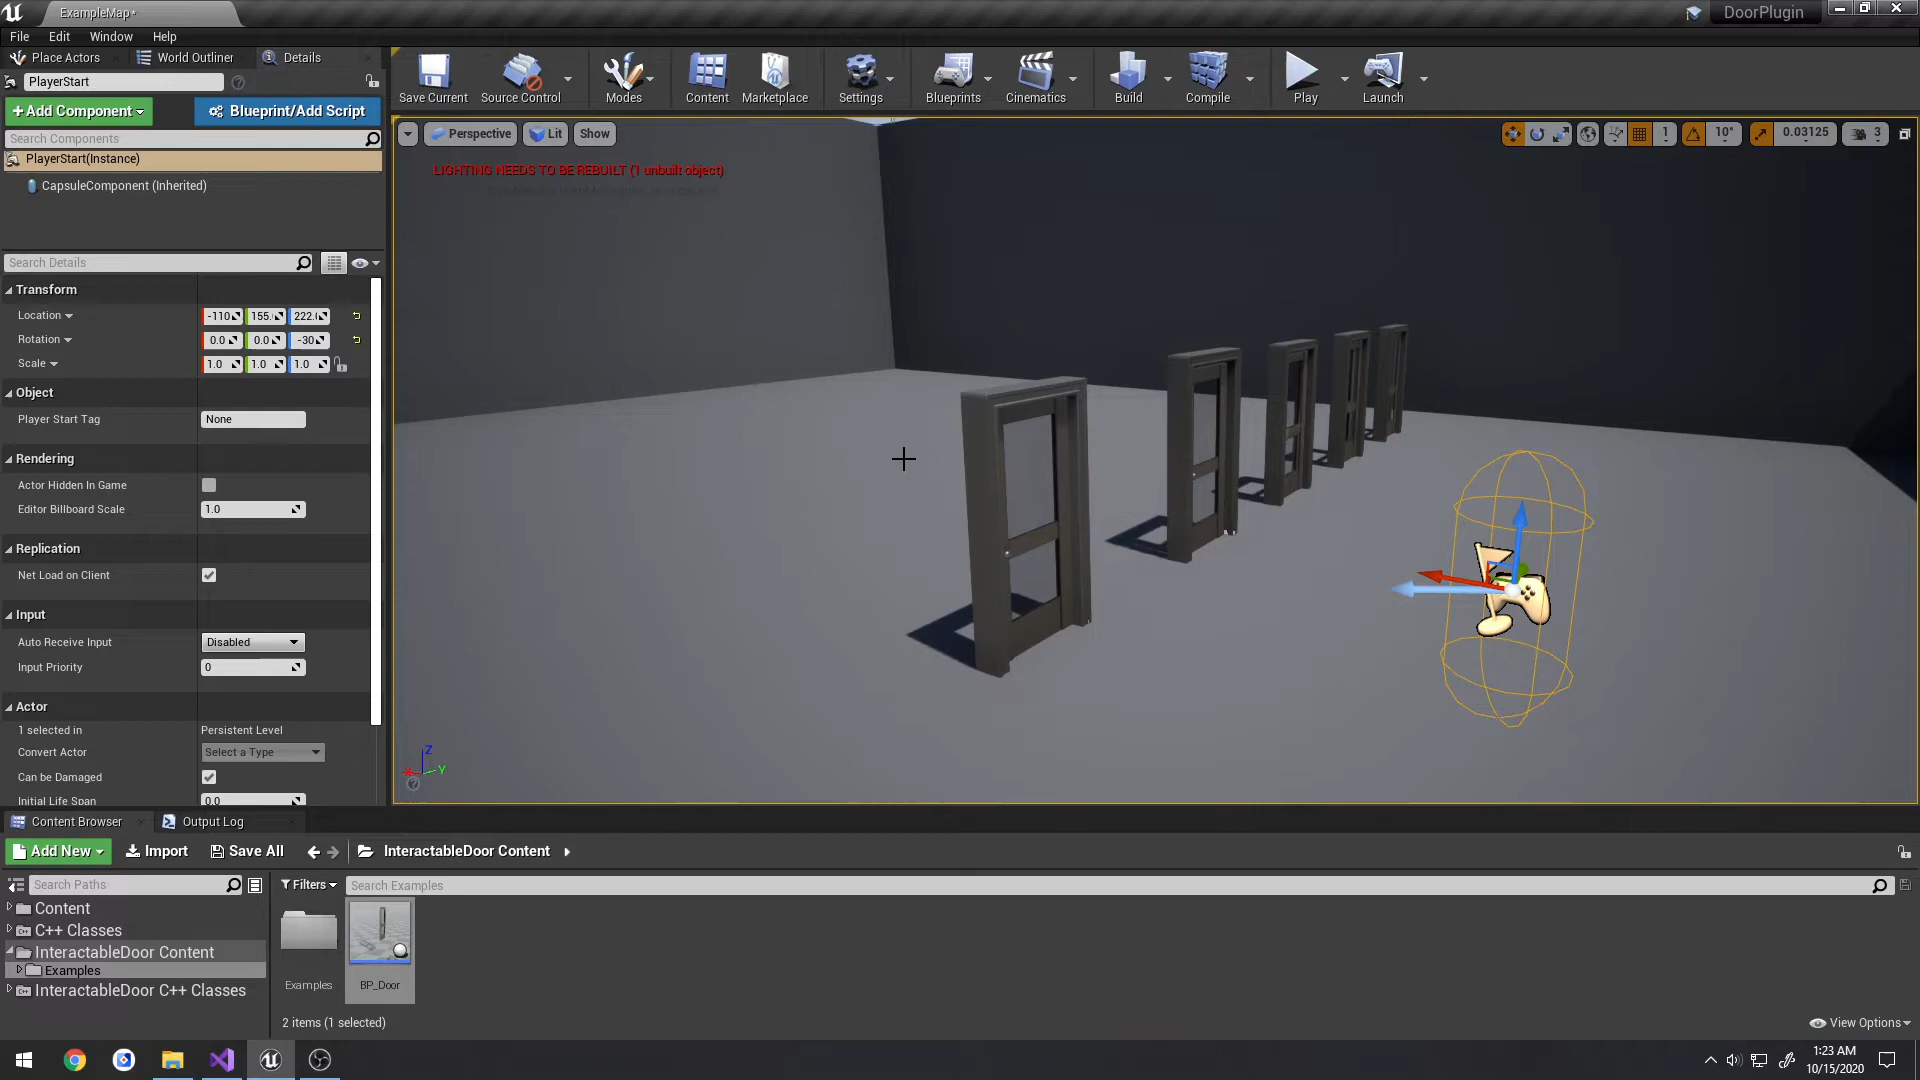 ExampleMap*
DoorPlugin
File Edit Window Help
Place Actors World Outliner Details
PlayerStart
+Add Component Blueprint/Add Script
Search Components
PlayerStart(Instance)
CapsuleComponent (Inherited)
Search Details
Transform
Location -110 155. 222.
Rotation 0.0 0.0 -30
Scale 1.0 1.0 1.0
Object
Player Start Tag None
Rendering
Actor Hidden In Game
Editor Billboard Scale 1.0
Replication
Net Load on Client
Input
Auto Receive Input Disabled
Input Priority 0
Actor
1 selected in Persistent Level
Convert Actor Select a Type
Can be Damaged
Initial Life Span 0.0
Save Current Source Control Modes Content Marketplace Settings Blueprints Cinematics Build Compile Play Launch
Perspective Lit Show
1 10° 0.03125 3
LIGHTING NEEDS TO BE REBUILT (1 unbuilt object)
Z
X Y
Content Browser Output Log
Add New Import Save All InteractableDoor Content
Search Paths
Filters Search Examples
Content
C++ Classes
InteractableDoor Content
Examples
InteractableDoor C++ Classes
Examples
BP_Door
2 items (1 selected)
View Options
1:23 AM
10/15/2020